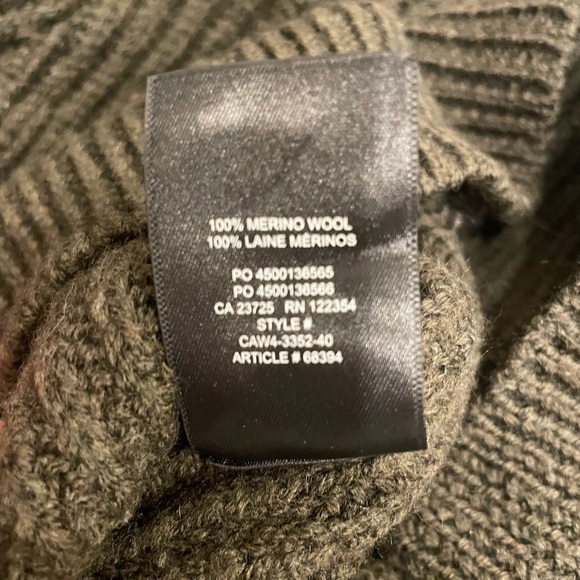 100% MERINO WOOL
100% LAINE MÉRINOS
PO 4500136565
PO 4500136566
CA 23725 RN 122354
STYLE #
CAW4-3352-40
ARTICLE # 66394